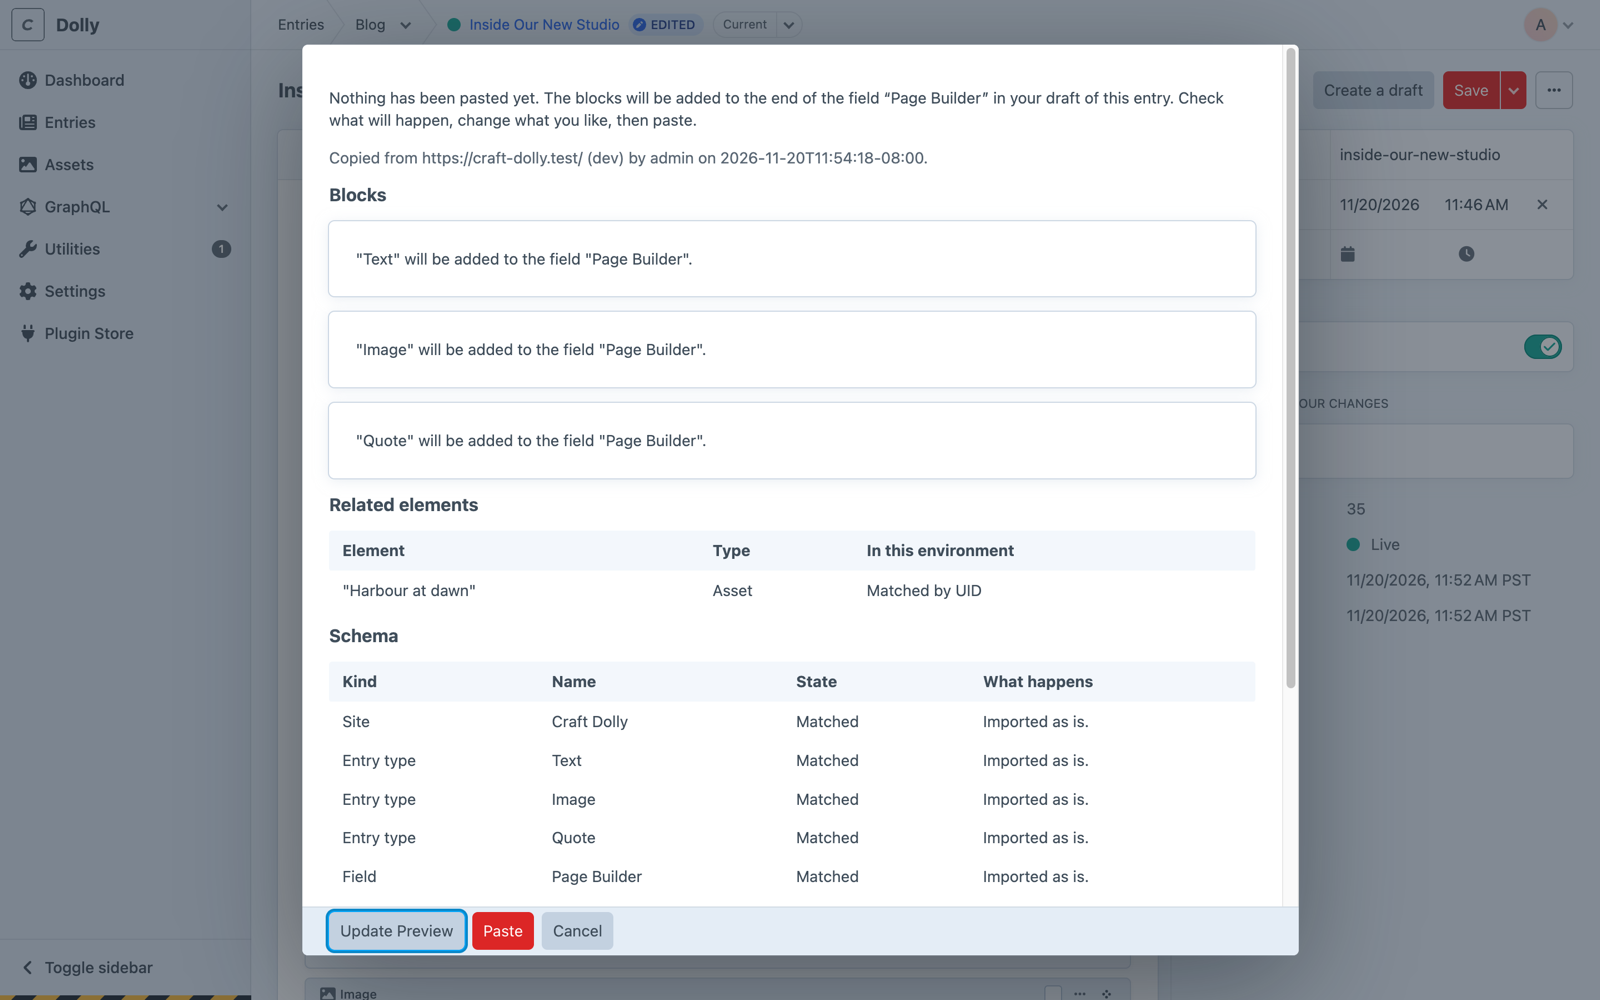 C
Dolly
Entries
Blog
Inside Our New Studio
EDITED
Current
A
Dashboard
Entries
Assets
GraphQL
Utilities
1
Settings
Plugin Store
Toggle sidebar
Ins
Create a draft
Save
Nothing has been pasted yet. The blocks will be added to the end of the field “Page Builder” in your draft of this entry. Check
what will happen, change what you like, then paste.
Copied from https://craft-dolly.test/ (dev) by admin on 2026-11-20T11:54:18-08:00.
Blocks
"Text" will be added to the field "Page Builder".
"Image" will be added to the field "Page Builder".
"Quote" will be added to the field "Page Builder".
Related elements
Element Type In this environment
"Harbour at dawn" Asset Matched by UID
Schema
Kind Name State What happens
Site Craft Dolly Matched Imported as is.
Entry type Text Matched Imported as is.
Entry type Image Matched Imported as is.
Entry type Quote Matched Imported as is.
Field Page Builder Matched Imported as is.
Update Preview
Paste
Cancel
inside-our-new-studio
11/20/2026 11:46 AM
OUR CHANGES
35
Live
11/20/2026, 11:52 AM PST
11/20/2026, 11:52 AM PST
Image